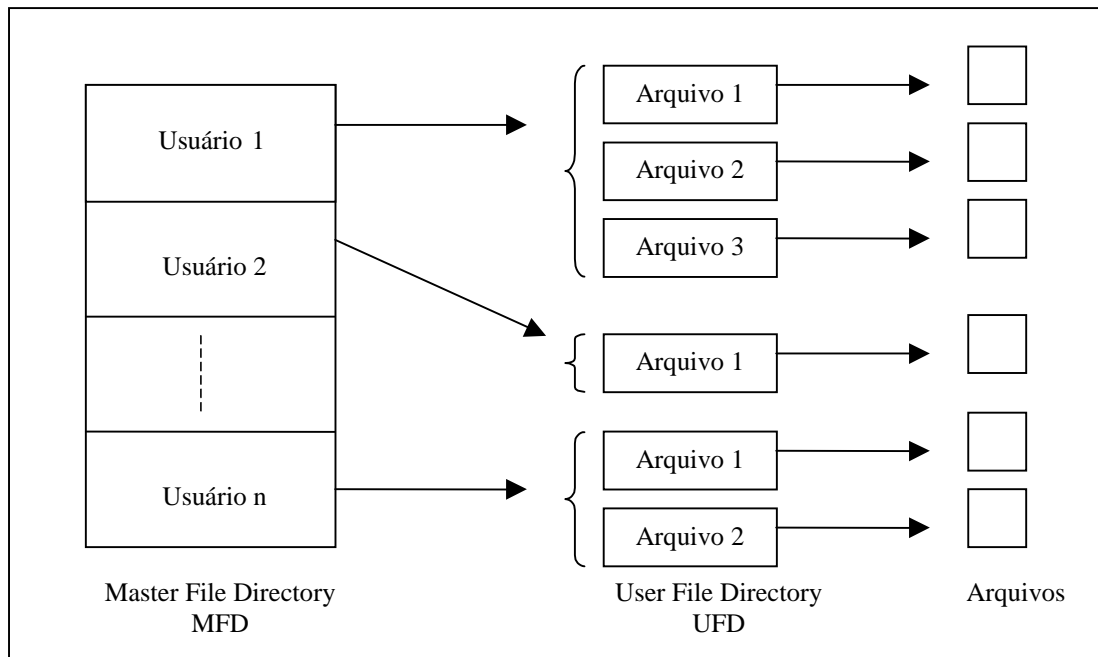 Usuário 1
Usuário 2
Usuário n
Master File Directory
MFD
Arquivo 1
Arquivo 2
Arquivo 3
Arquivo 1
Arquivo 1
Arquivo 2
User File Directory
UFD
Arquivos